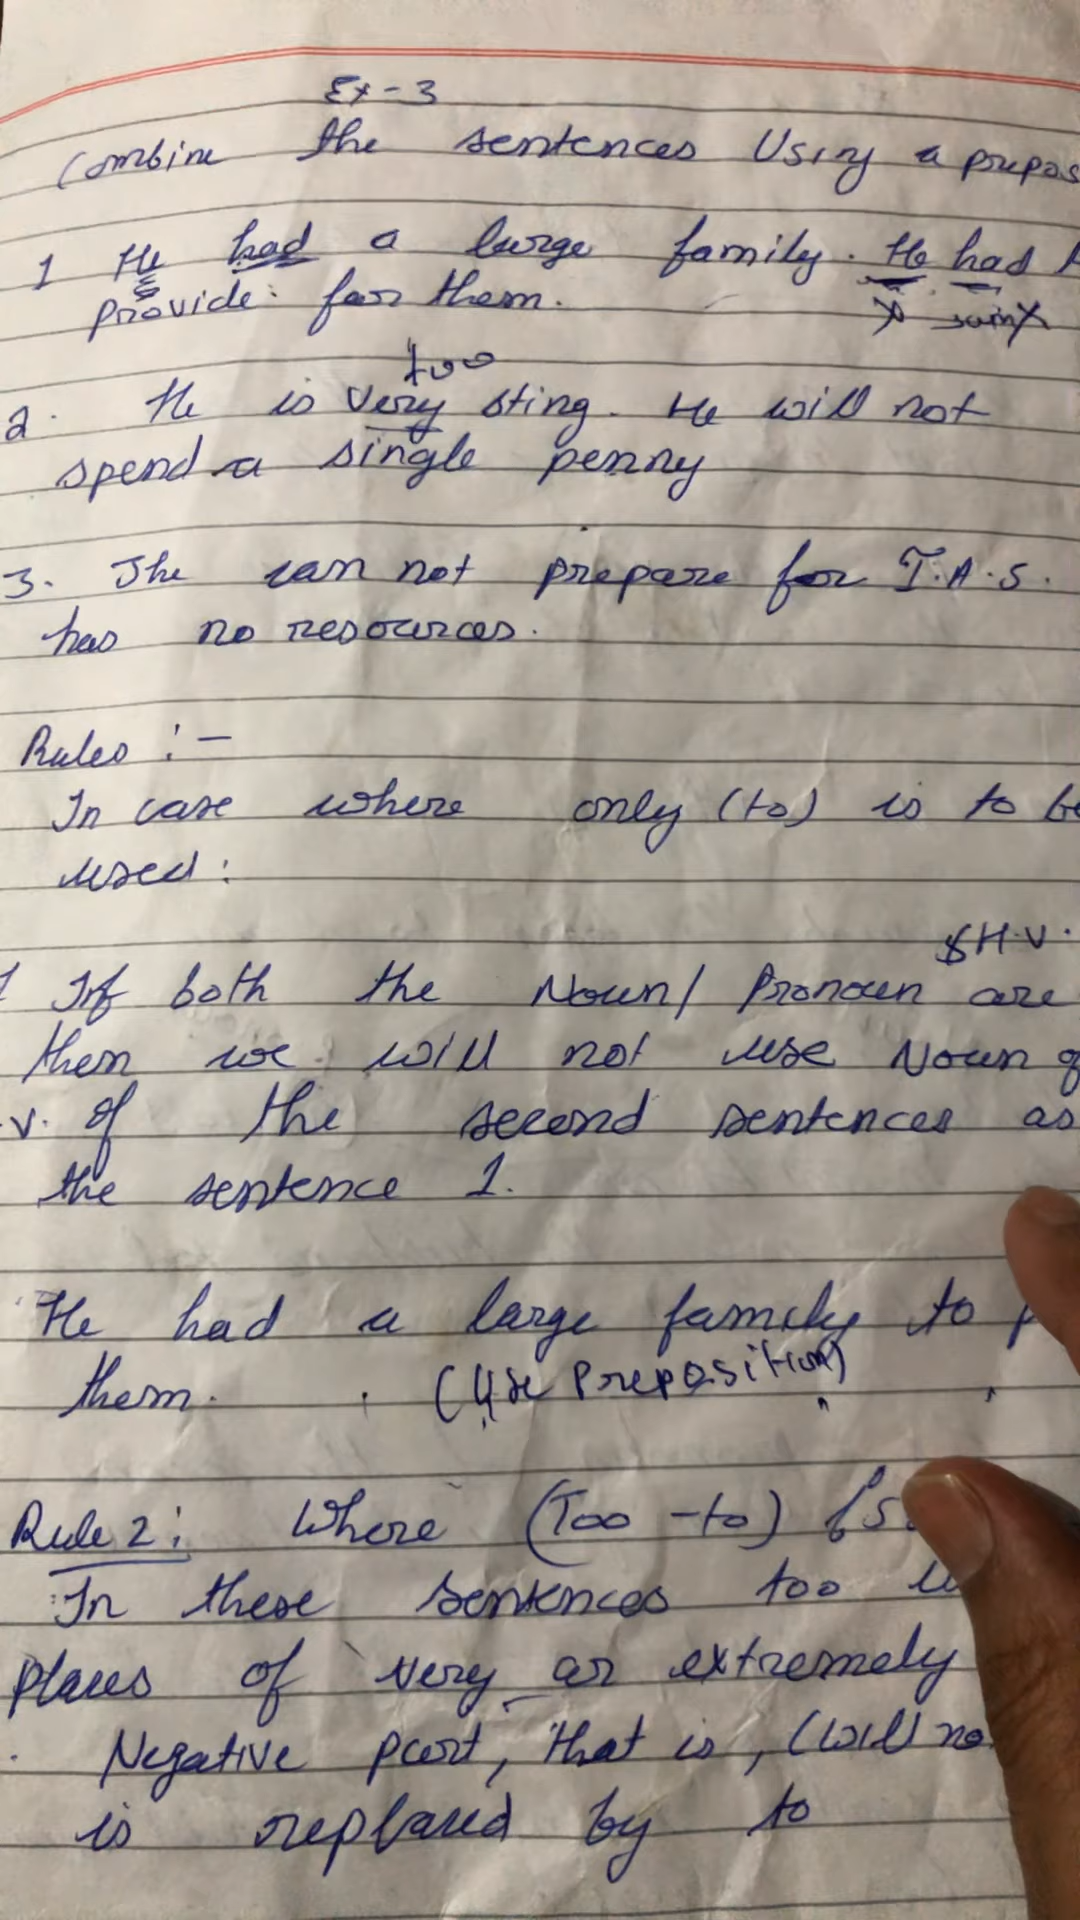 Ex-3
Combine the sentences Using a prepos
1 He had a large family. He had
provide for them.
too
2. He is very sting. He will not
spend a single penny
3. She can not prepare for I.A.S.
has no resources.
Rules :-
In case where only (to) is to be
used:
H.V.
If both the Noun/ Pronoun are
then we will not use Noun
v. of the second sentences as
the sentence 1.
He had a large family to p
them. (Use Preposition)
Rule 2: Where (Too -to)
In these sentences too
places of very or extremely
Negative part, that is, (will no
is replaced by to